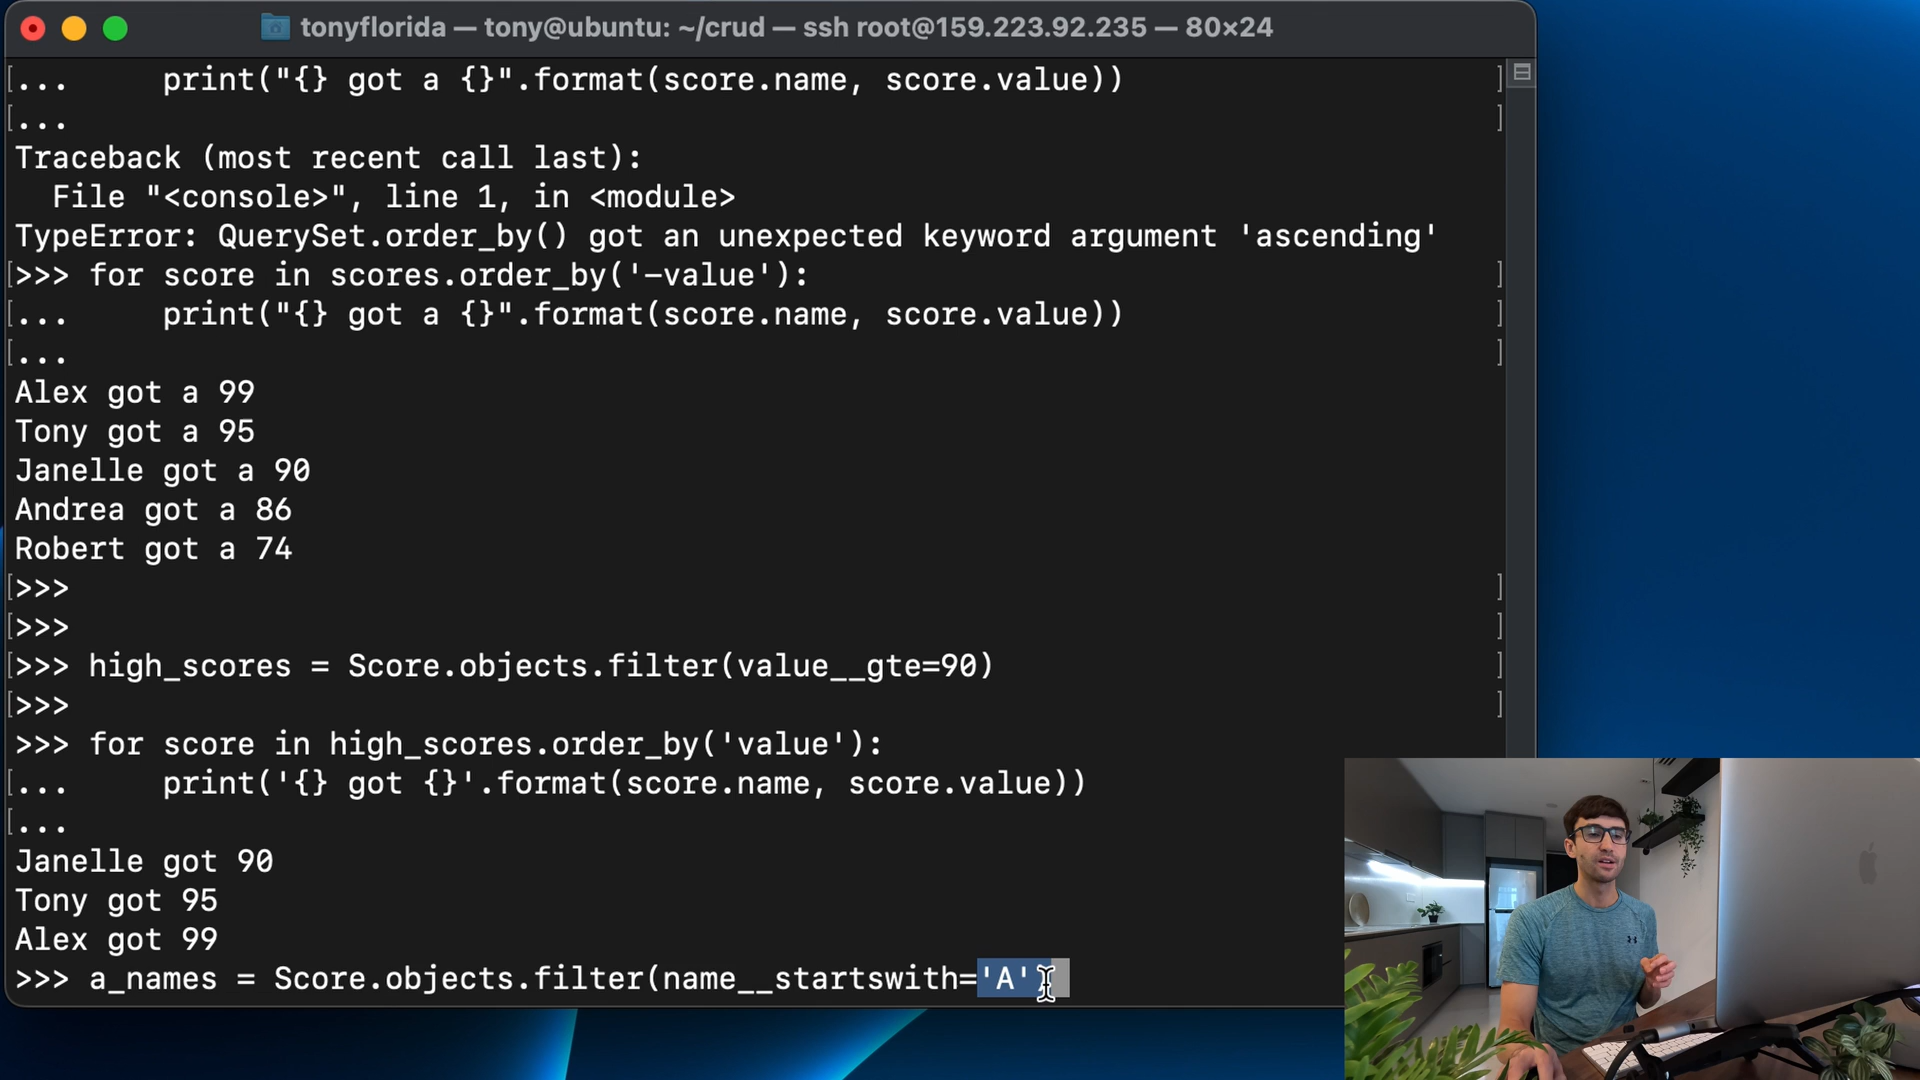 tonyflorida — tony@ubuntu: ~/crud — ssh root@159.223.92.235 — 80×24
[...     print("{} got a {}".format(score.name, score.value)) ]
[... ]
Traceback (most recent call last):
  File "<console>", line 1, in <module>
TypeError: QuerySet.order_by() got an unexpected keyword argument 'ascending'
[>>> for score in scores.order_by('-value'): ]
[...     print("{} got a {}".format(score.name, score.value)) ]
[... ]
Alex got a 99
Tony got a 95
Janelle got a 90
Andrea got a 86
Robert got a 74
[>>> ]
[>>> ]
[>>> high_scores = Score.objects.filter(value__gte=90) ]
[>>> ]
>>> for score in high_scores.order_by('value'):
[...     print('{} got {}'.format(score.name, score.value))
[...
Janelle got 90
Tony got 95
Alex got 99
>>> a_names = Score.objects.filter(name__startswith='A')